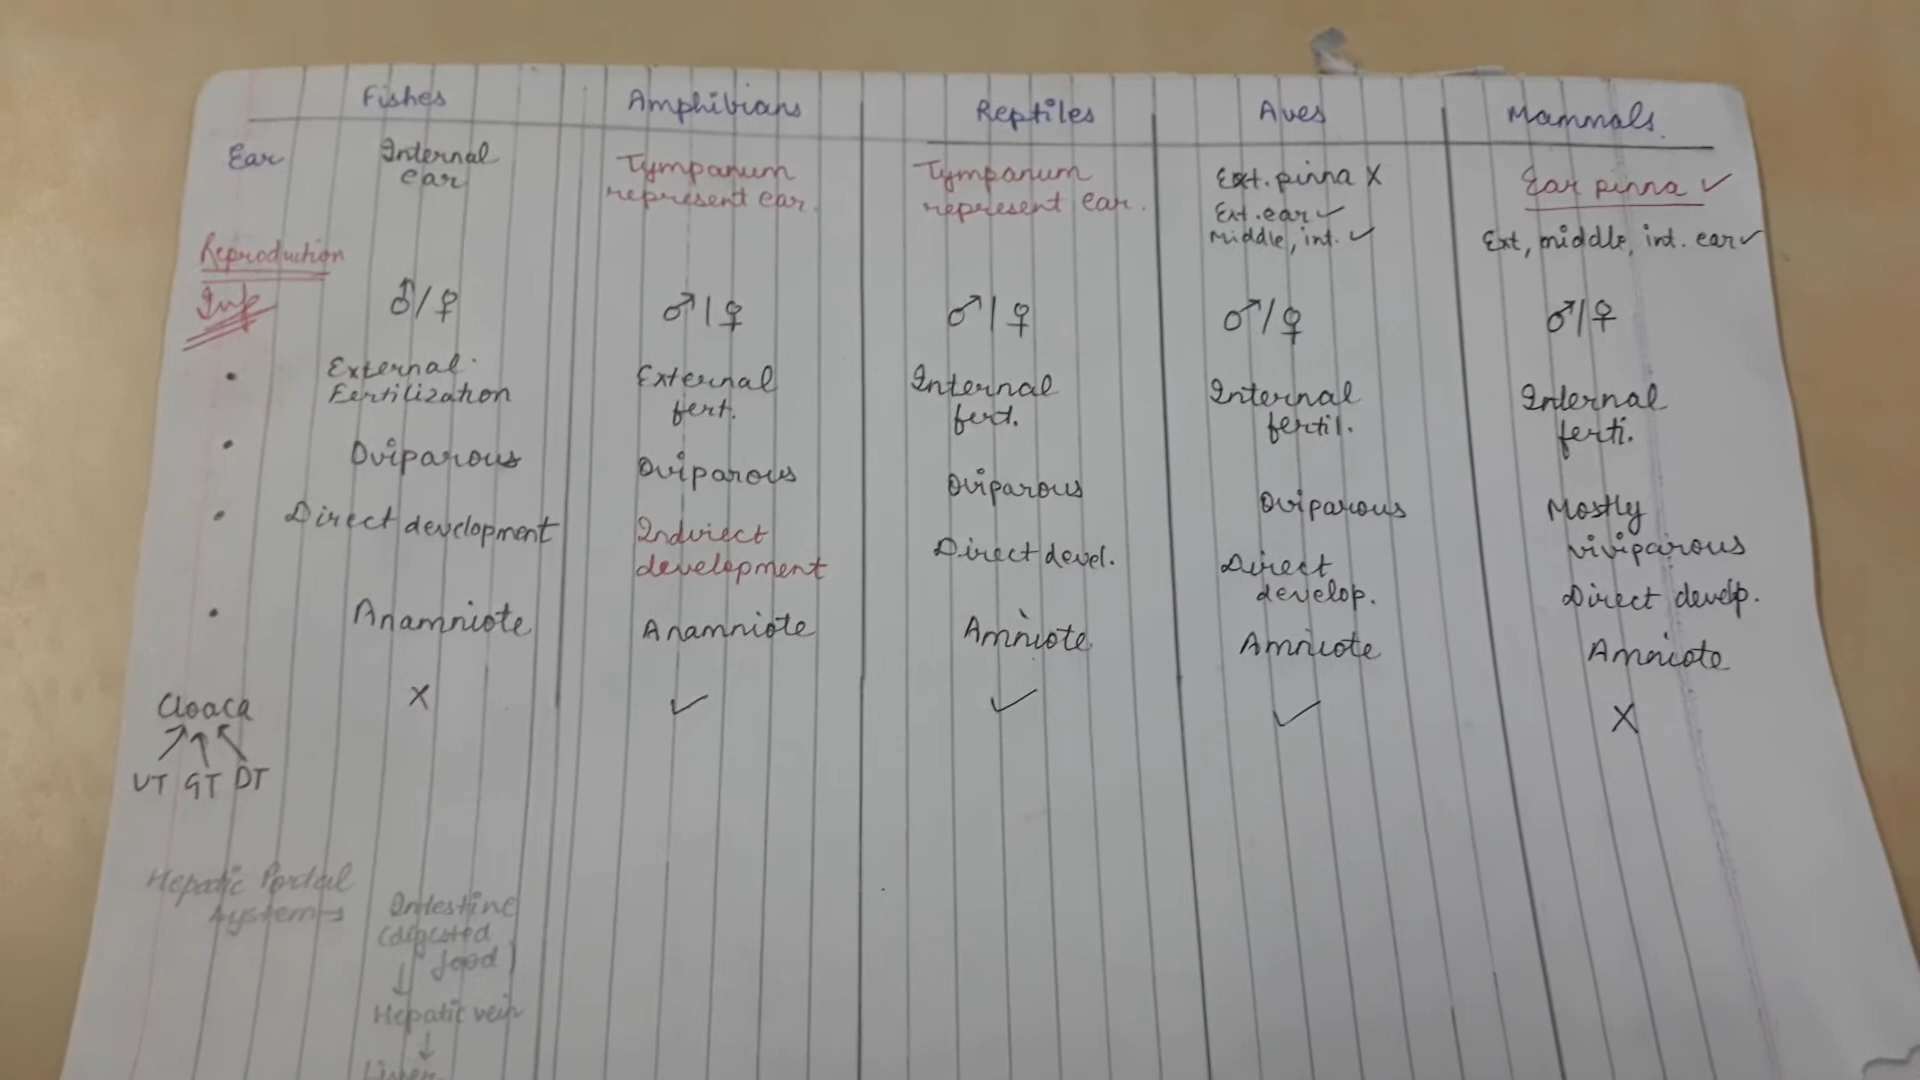 Fishes Amphibians Reptiles Aves Mammals.
Ear Internal ear Tympanum represent ear. Tympanum represent ear. Ext. pinna X Ear pinna ✓
Ext. ear ✓
Middle, int. ✓ Ext, middle, int. ear ✓
Reproduction
Imp ♂/♀ ♂/♀ ♂/♀ ♂/♀ ♂/♀
• External Fertilization External fert. Internal fert. Internal fertil. Internal ferti.
• Oviparous Oviparous Oviparous Oviparous Mostly viviparous
• Direct development Indirect development Direct devel. Direct develop. Direct develp.
• Anamniote Anamniote Amniote Amniote Amniote
Cloaca X ✓ ✓ ✓ X
UT GT DT
Hepatic Portal System → Intestine
(digested food)
↓
Hepatic vein
↓
Liver